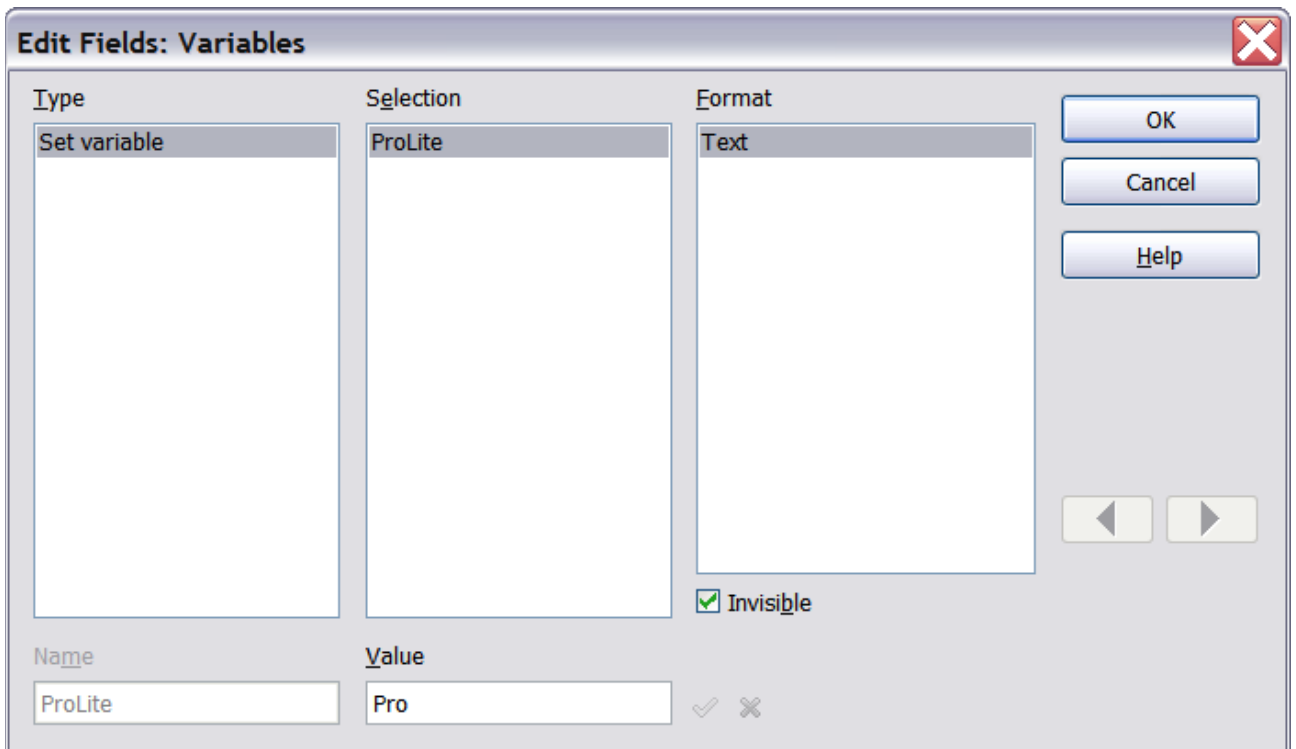 Edit Fields: Variables
Type
Selection
Format
Set variable
ProLite
Text
OK
Cancel
Help
Invisible
Name
Value
ProLite
Pro